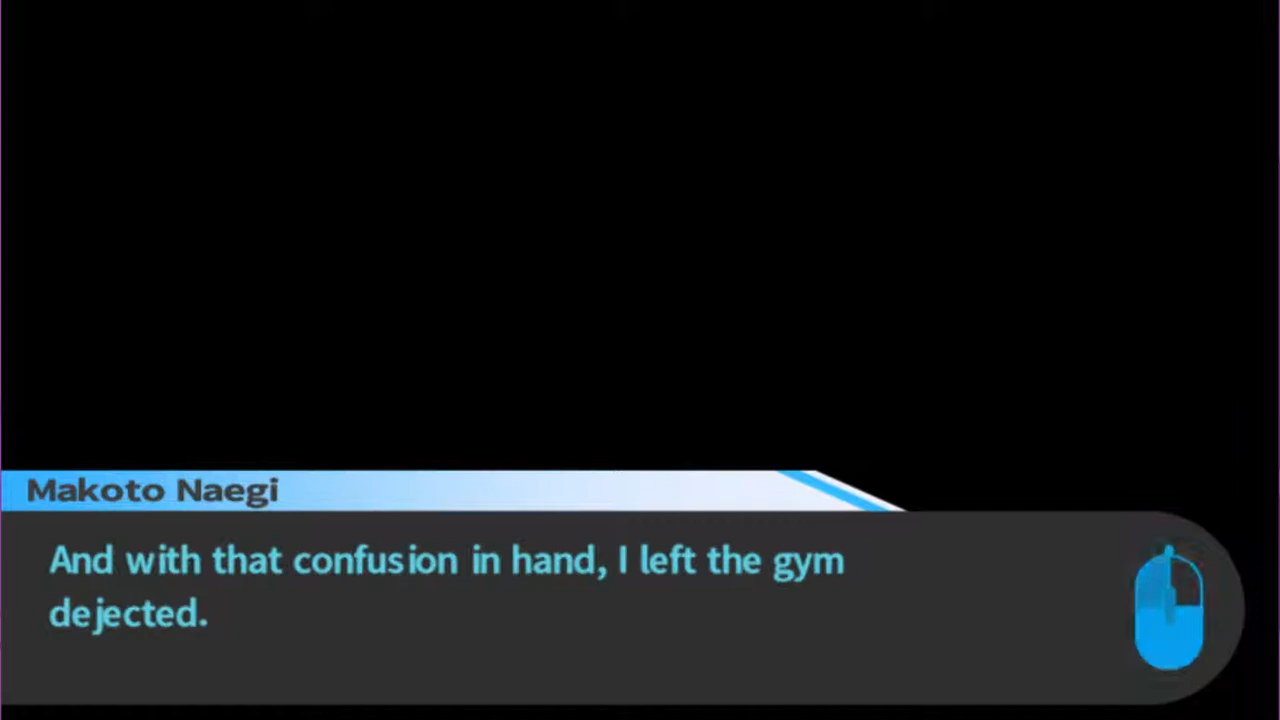 Makoto Naegi
And with that confusion in hand, I left the gym
dejected.